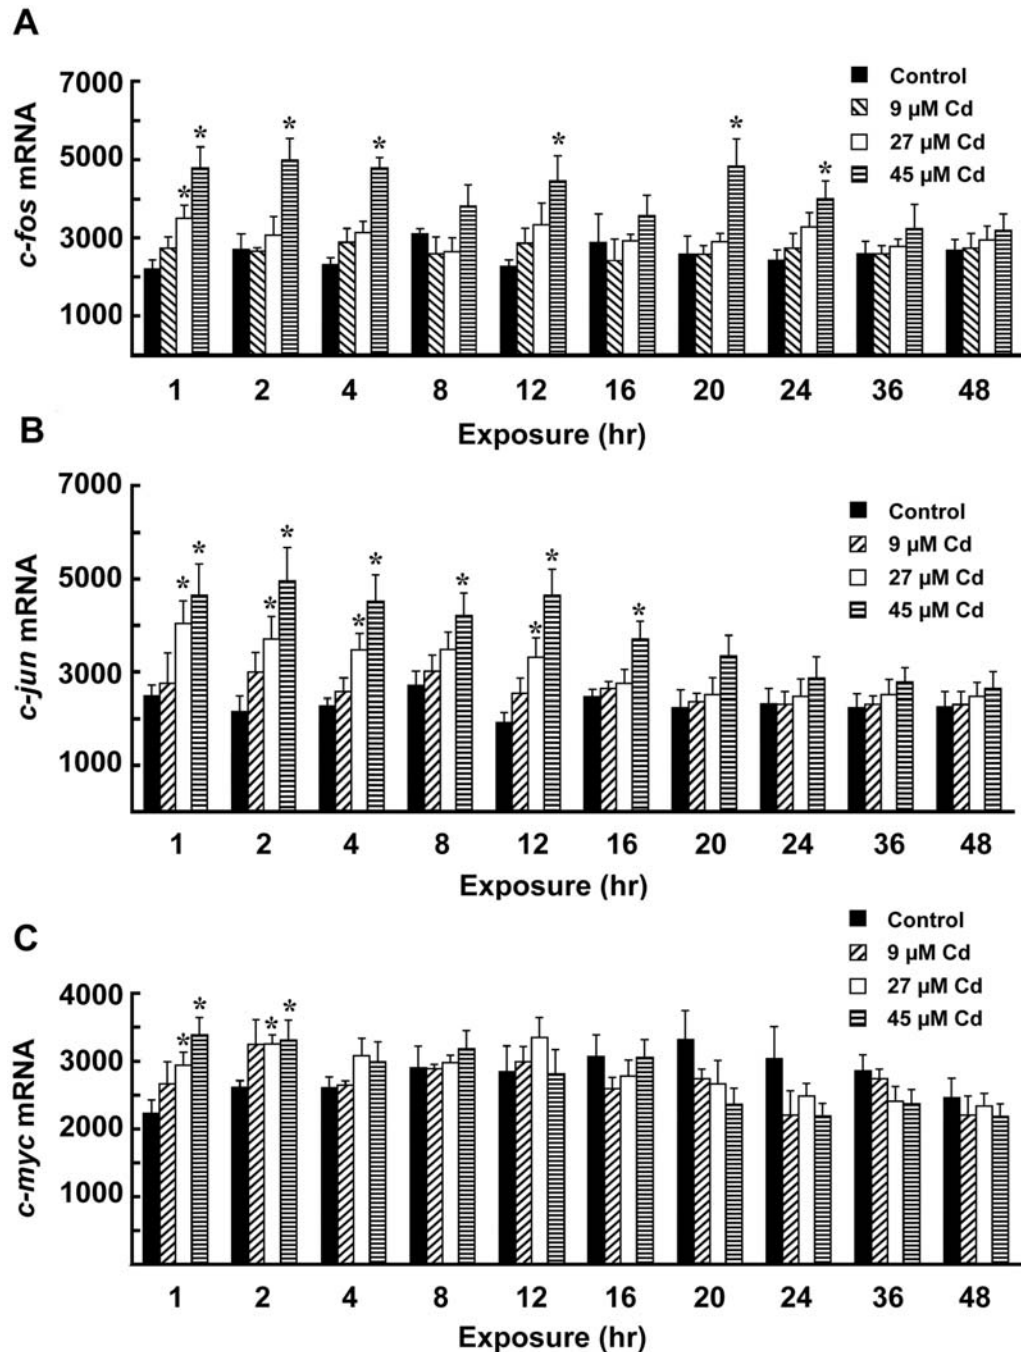 A
7000
5000
3000
1000
c-fos mRNA
Control
9 µM Cd
27 µM Cd
45 µM Cd
* * * * * * * *
1 2 4 8 12 16 20 24 36 48
Exposure (hr)
B
7000
5000
3000
1000
c-jun mRNA
Control
9 µM Cd
27 µM Cd
45 µM Cd
* * * * * * * * * *
1 2 4 8 12 16 20 24 36 48
Exposure (hr)
C
4000
3000
2000
1000
c-myc mRNA
Control
9 µM Cd
27 µM Cd
45 µM Cd
* * * *
1 2 4 8 12 16 20 24 36 48
Exposure (hr)